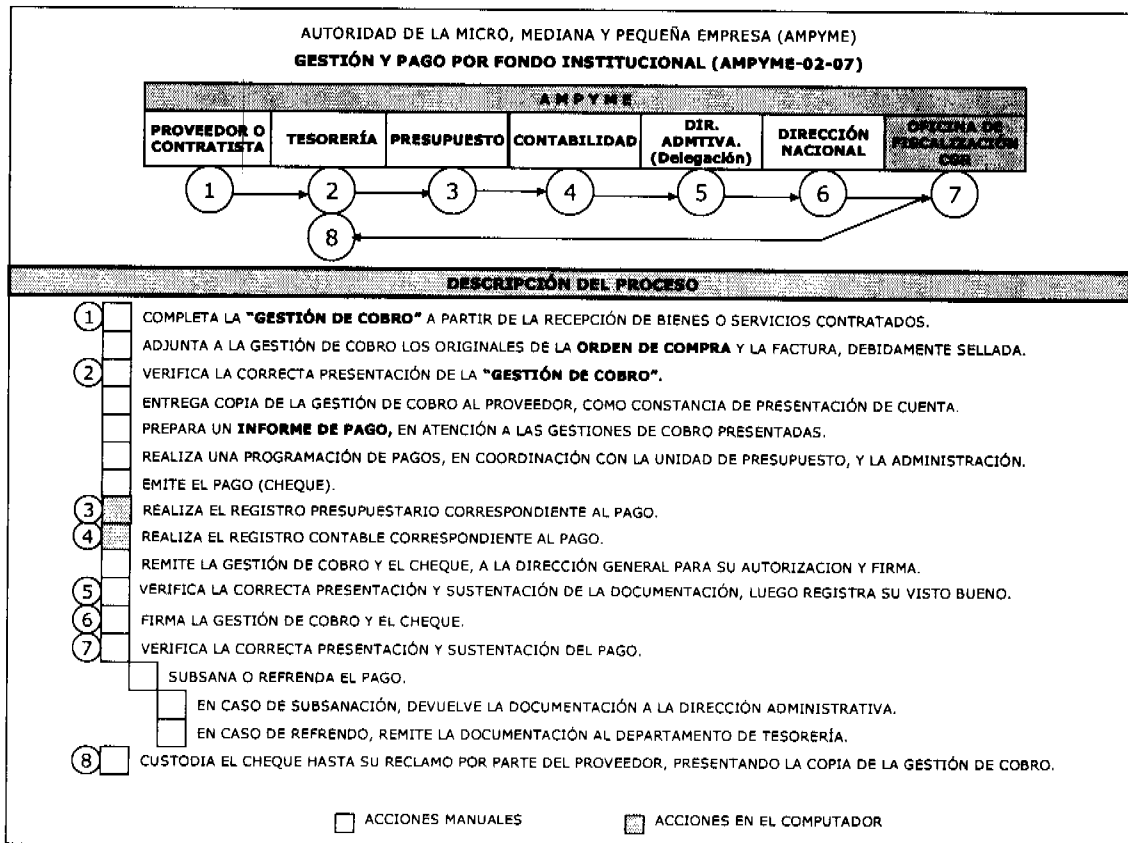 AUTORIDAD DE LA MICRO, MEDIANA Y PEQUEÑA EMPRESA (AMPYME)
GESTIÓN Y PAGO POR FONDO INSTITUCIONAL (AMPYME-02-07)
AMPYME
PROVEEDOR O CONTRATISTA
TESORERÍA
PRESUPUESTO
CONTABILIDAD
DIR. ADMTIVA. (Delegación)
DIRECCIÓN NACIONAL
OFICINA DE FISCALIZACIÓN CGR
1 2 3 4 5 6 7
8
DESCRIPCIÓN DEL PROCESO
1 COMPLETA LA "GESTIÓN DE COBRO" A PARTIR DE LA RECEPCIÓN DE BIENES O SERVICIOS CONTRATADOS.
ADJUNTA A LA GESTIÓN DE COBRO LOS ORIGINALES DE LA ORDEN DE COMPRA Y LA FACTURA, DEBIDAMENTE SELLADA.
2 VERIFICA LA CORRECTA PRESENTACIÓN DE LA "GESTIÓN DE COBRO".
ENTREGA COPIA DE LA GESTIÓN DE COBRO AL PROVEEDOR, COMO CONSTANCIA DE PRESENTACIÓN DE CUENTA.
PREPARA UN INFORME DE PAGO, EN ATENCIÓN A LAS GESTIONES DE COBRO PRESENTADAS.
REALIZA UNA PROGRAMACIÓN DE PAGOS, EN COORDINACIÓN CON LA UNIDAD DE PRESUPUESTO, Y LA ADMINISTRACIÓN.
EMITE EL PAGO (CHEQUE).
3 REALIZA EL REGISTRO PRESUPUESTARIO CORRESPONDIENTE AL PAGO.
4 REALIZA EL REGISTRO CONTABLE CORRESPONDIENTE AL PAGO.
REMITE LA GESTIÓN DE COBRO Y EL CHEQUE, A LA DIRECCIÓN GENERAL PARA SU AUTORIZACION Y FIRMA.
5 VERIFICA LA CORRECTA PRESENTACIÓN Y SUSTENTACIÓN DE LA DOCUMENTACIÓN, LUEGO REGISTRA SU VISTO BUENO.
6 FIRMA LA GESTIÓN DE COBRO Y EL CHEQUE.
7 VERIFICA LA CORRECTA PRESENTACIÓN Y SUSTENTACIÓN DEL PAGO.
SUBSANA O REFRENDA EL PAGO.
EN CASO DE SUBSANACIÓN, DEVUELVE LA DOCUMENTACIÓN A LA DIRECCIÓN ADMINISTRATIVA.
EN CASO DE REFRENDO, REMITE LA DOCUMENTACIÓN AL DEPARTAMENTO DE TESORERÍA.
8 CUSTODIA EL CHEQUE HASTA SU RECLAMO POR PARTE DEL PROVEEDOR, PRESENTANDO LA COPIA DE LA GESTIÓN DE COBRO.
ACCIONES MANUALES
ACCIONES EN EL COMPUTADOR